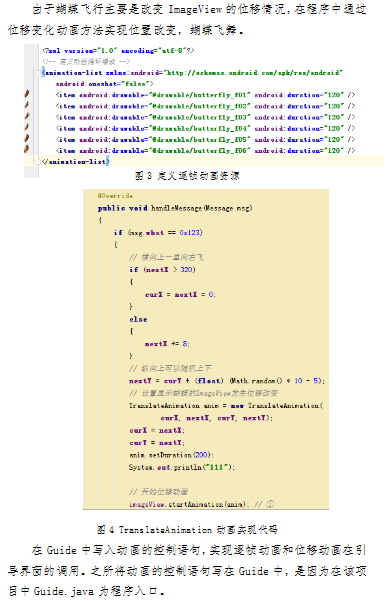 由于蝴蝶飞行主要是改变 ImageView 的位移情况,在程序中通过
位移变化动画方法实现位置改变，蝴蝶飞舞。
<?xml version="1.0" encoding="utf-8"?>
<!-- 定义动画循环播放 -->
<animation-list xmlns:android="http://schemas.android.com/apk/res/android"
android:oneshot="false">
<item android:drawable="@drawable/butterfly_f01" android:duration="120" />
<item android:drawable="@drawable/butterfly_f02" android:duration="120" />
<item android:drawable="@drawable/butterfly_f03" android:duration="120" />
<item android:drawable="@drawable/butterfly_f04" android:duration="120" />
<item android:drawable="@drawable/butterfly_f05" android:duration="120" />
<item android:drawable="@drawable/butterfly_f06" android:duration="120" />
</animation-list>
图 3 定义逐帧动画资源
@Override
public void handleMessage(Message msg)
{
if (msg.what == 0x123)
{
// 横向上一直向右飞
if (nextX > 320)
{
curX = nextX = 0;
}
else
{
nextX += 8;
}
// 纵向上可以随机上下
nextY = curY + (float) (Math.random() * 10 - 5);
// 设置显示蝴蝶的ImageView发生位移改变
TranslateAnimation anim = new TranslateAnimation(
curX, nextX, curY, nextY);
curX = nextX;
curY = nextY;
anim.setDuration(200);
System.out.println("111");
// 开始位移动画
imageView.startAnimation(anim); // ①
图 4 TranslateAnimation 动画实现代码
在 Guide 中写入动画的控制语句,实现逐帧动画和位移动画在引
导界面的调用。之所将动画的控制语句写在 Guide 中，是因为在该项
目中 Guide.java 为程序入口。